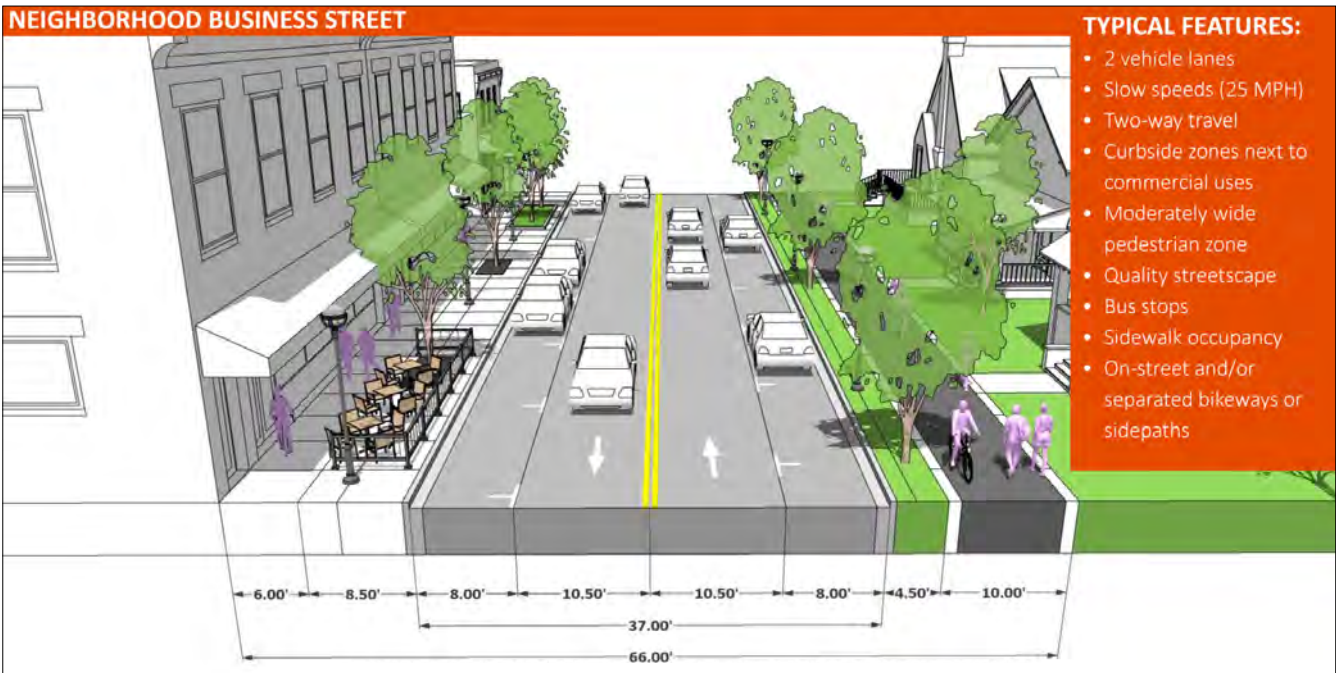 NEIGHBORHOOD BUSINESS STREET
TYPICAL FEATURES:
• 2 vehicle lanes
• Slow speeds (25 MPH)
• Two-way travel
• Curbside zones next to
commercial uses
• Moderately wide
pedestrian zone
• Quality streetscape
• Bus stops
• Sidewalk occupancy
• On-street and/or
separated bikeways or
sidepaths
6.00' 8.50' 8.00' 10.50' 10.50' 8.00' 4.50' 10.00'
37.00'
66.00'